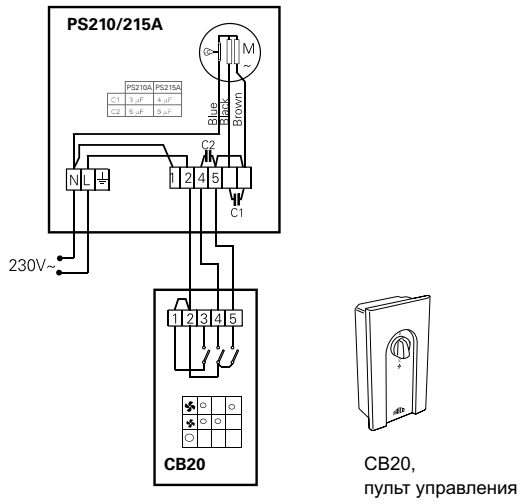 PS210/215A
M
~
PS210A PS215A
C1 3 µF 4 µF
C2 6 µF 6 µF
Blue
Black
Brown
C2
N L
1 2 4 5
C1
230V~
1 2 3 4 5
CB20
CB20,
пульт управления